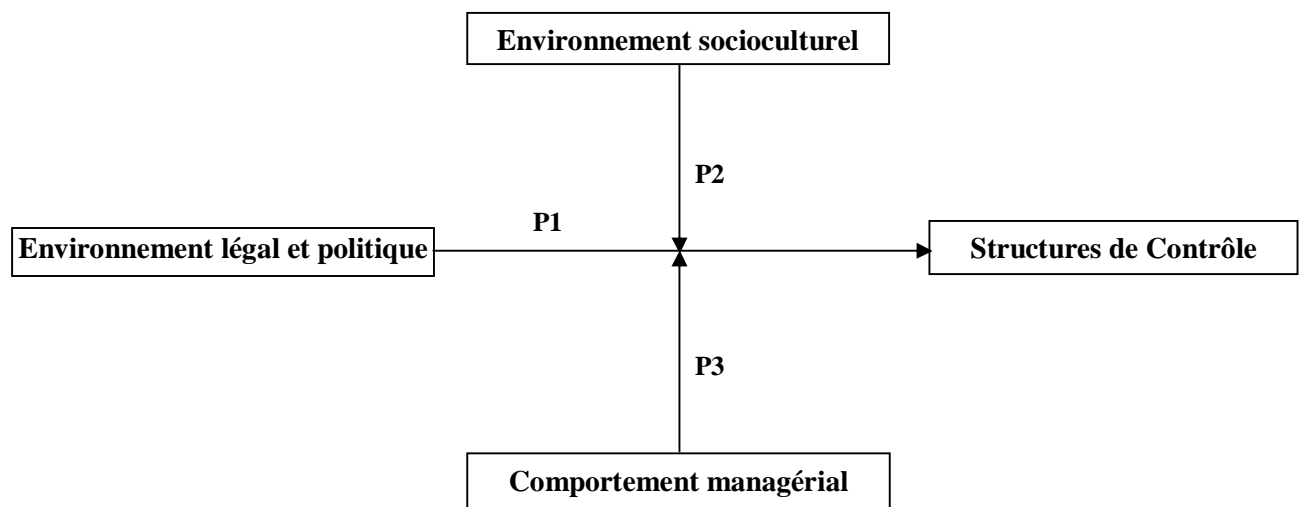 Environnement socioculturel
P2
P1
Environnement légal et politique
Structures de Contrôle
P3
Comportement managérial